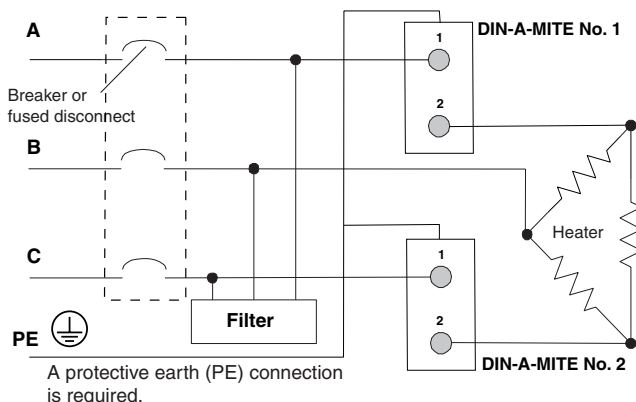 A
1
DIN-A-MITE No. 1
Breaker or
fused disconnect
2
B
Heater
C
1
Filter
2
PE
DIN-A-MITE No. 2
A protective earth (PE) connection
is required.